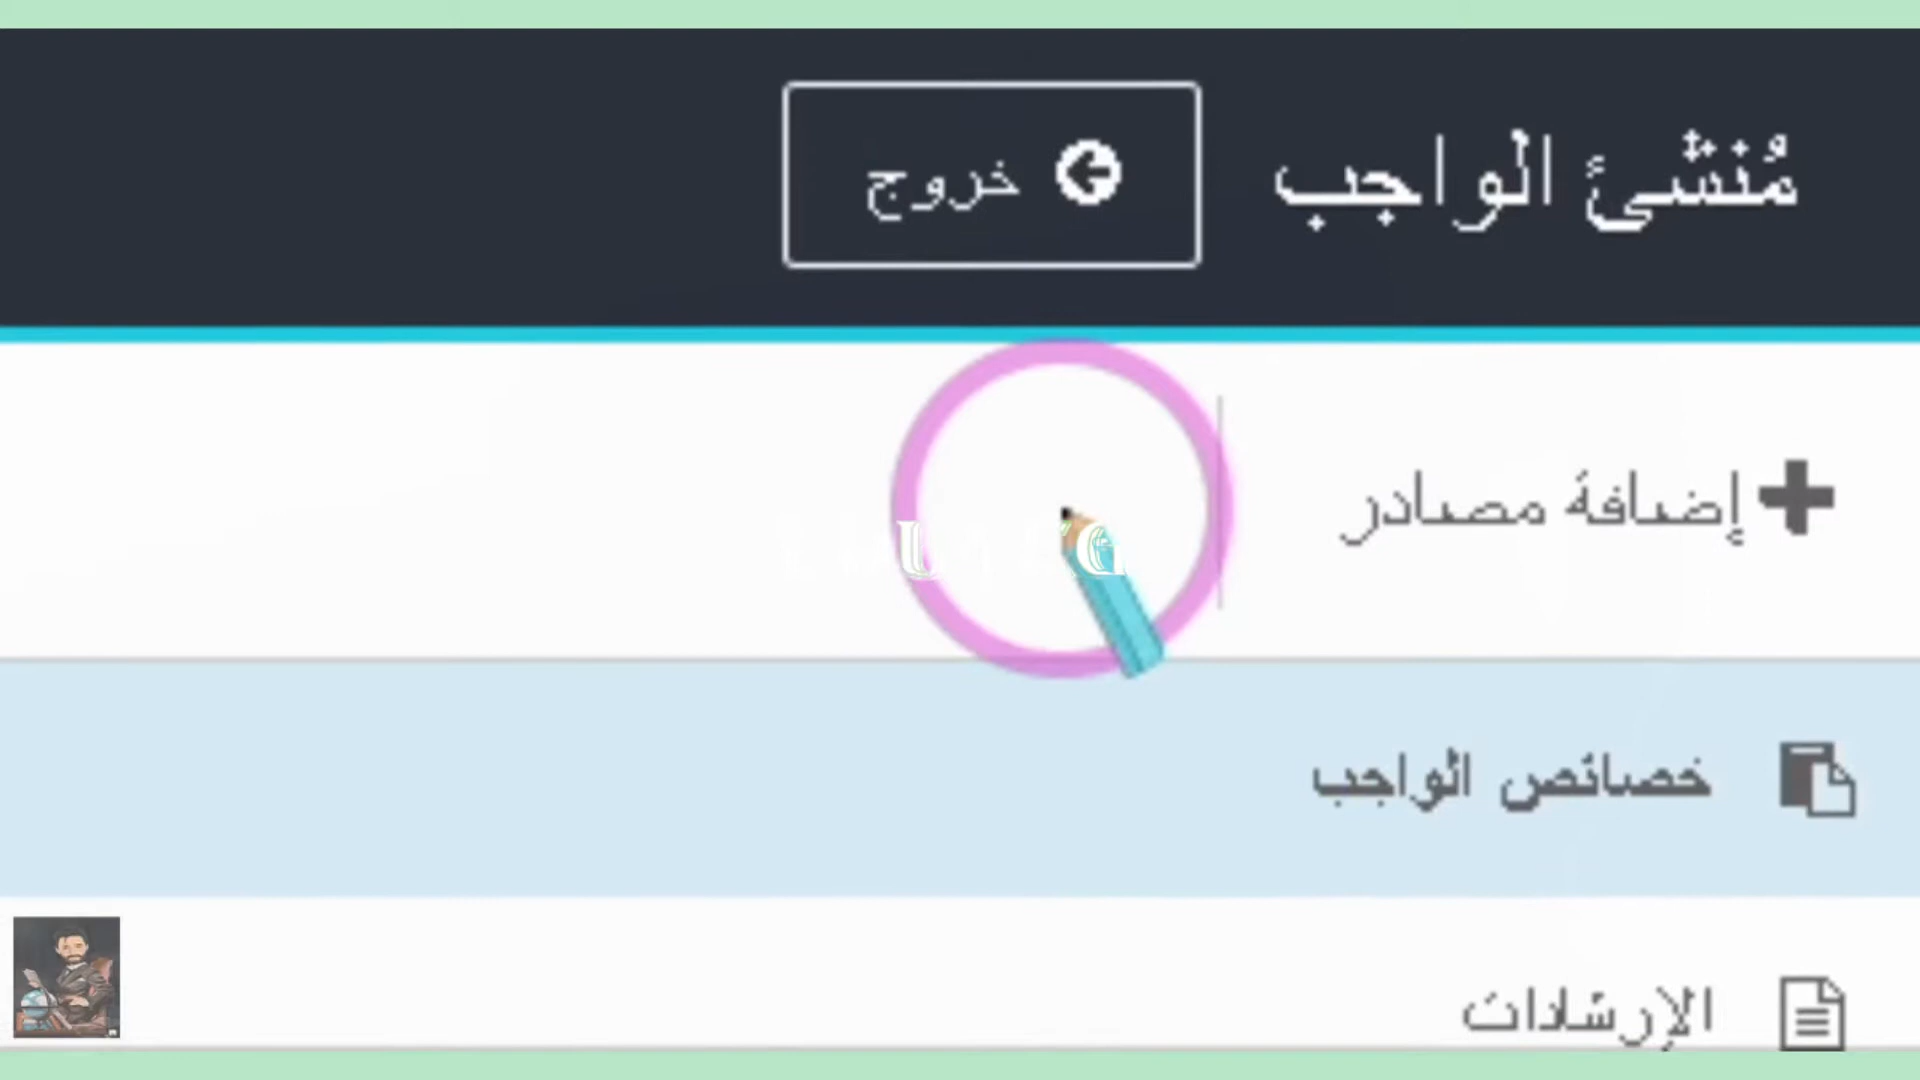 مُنشئ الواجب
خروج
إضافة مصادر
خصائص الواجب
الإرشادات